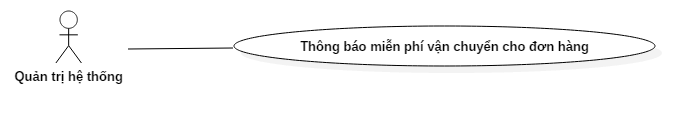 Thông báo miễn phí vận chuyển cho đơn hàng
Quản trị hệ thống